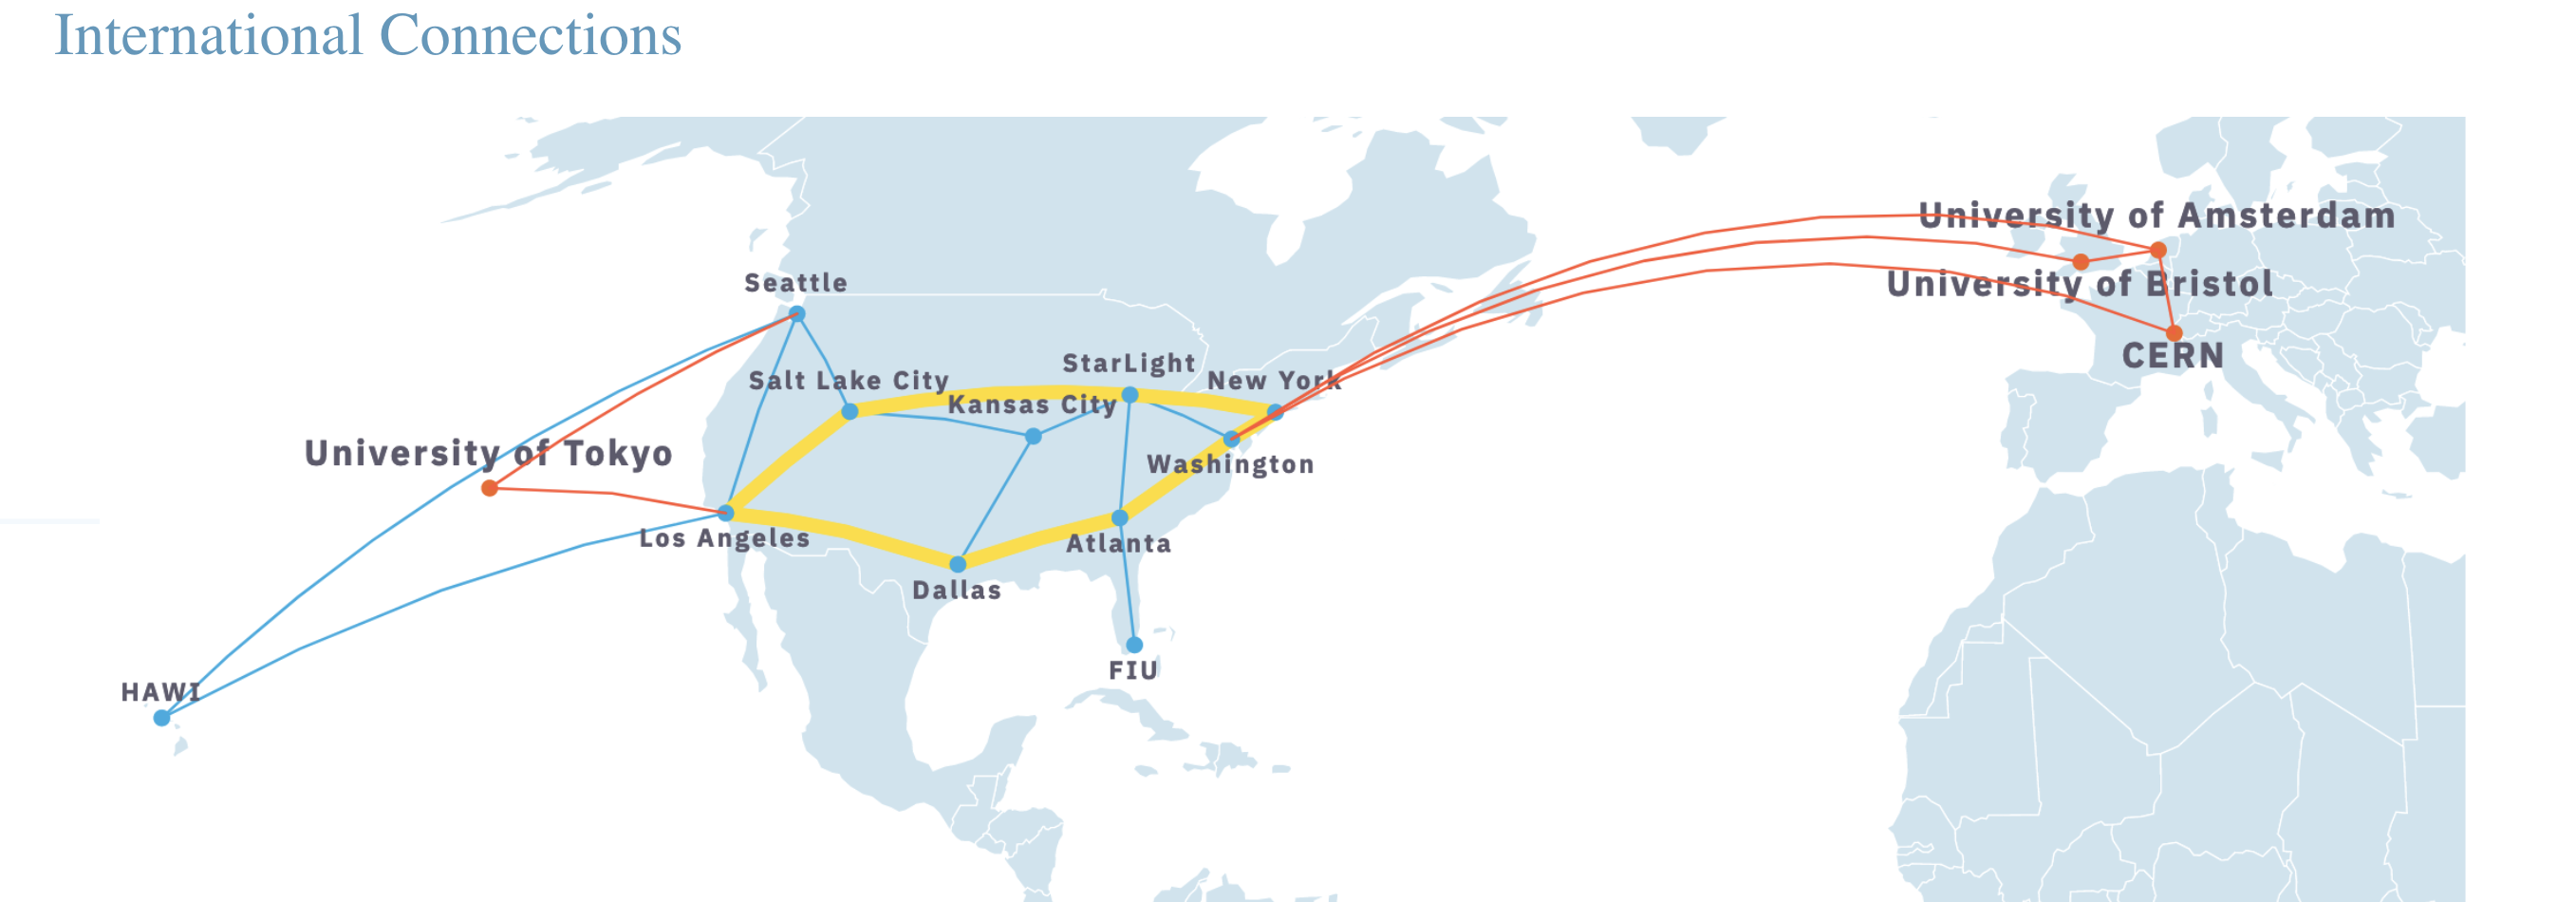 International Connections
University of Amsterdam
Seattle
University of Bristol
StarLight
CERN
Salt Lake City
New York
Kansas City
University of Tokyo
Washington
Los Angeles
Atlanta
Dallas
FIU
HAWI